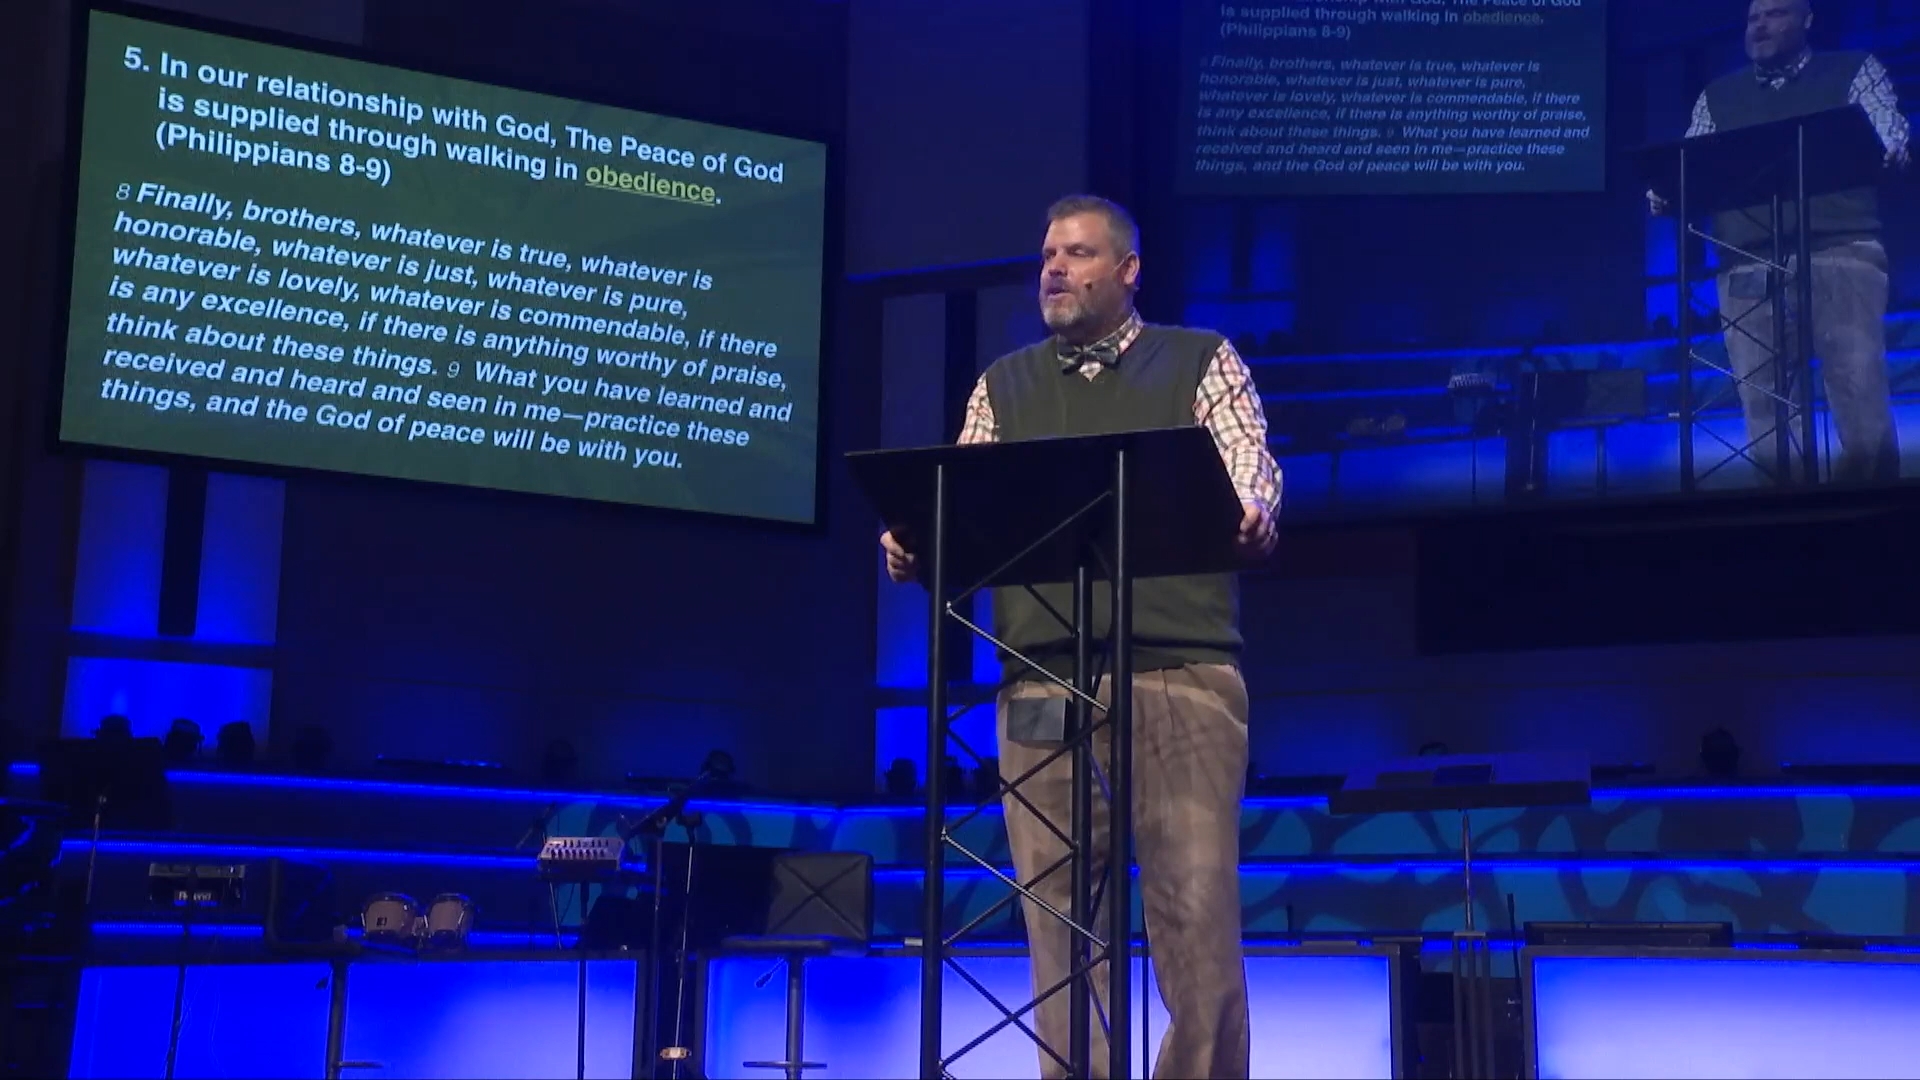 5. In our relationship with God, The Peace of God
is supplied through walking in obedience.
(Philippians 8-9)
8 Finally, brothers, whatever is true, whatever is
honorable, whatever is just, whatever is pure,
whatever is lovely, whatever is commendable, if there
is any excellence, if there is anything worthy of praise,
think about these things. 9 What you have learned and
received and heard and seen in me—practice these
things, and the God of peace will be with you.
is supplied through walking in obedience.
(Philippians 8-9)
8 Finally, brothers, whatever is true, whatever is
honorable, whatever is just, whatever is pure,
whatever is lovely, whatever is commendable, if there
is any excellence, if there is anything worthy of praise,
think about these things. 9 What you have learned and
received and heard and seen in me—practice these
things, and the God of peace will be with you.